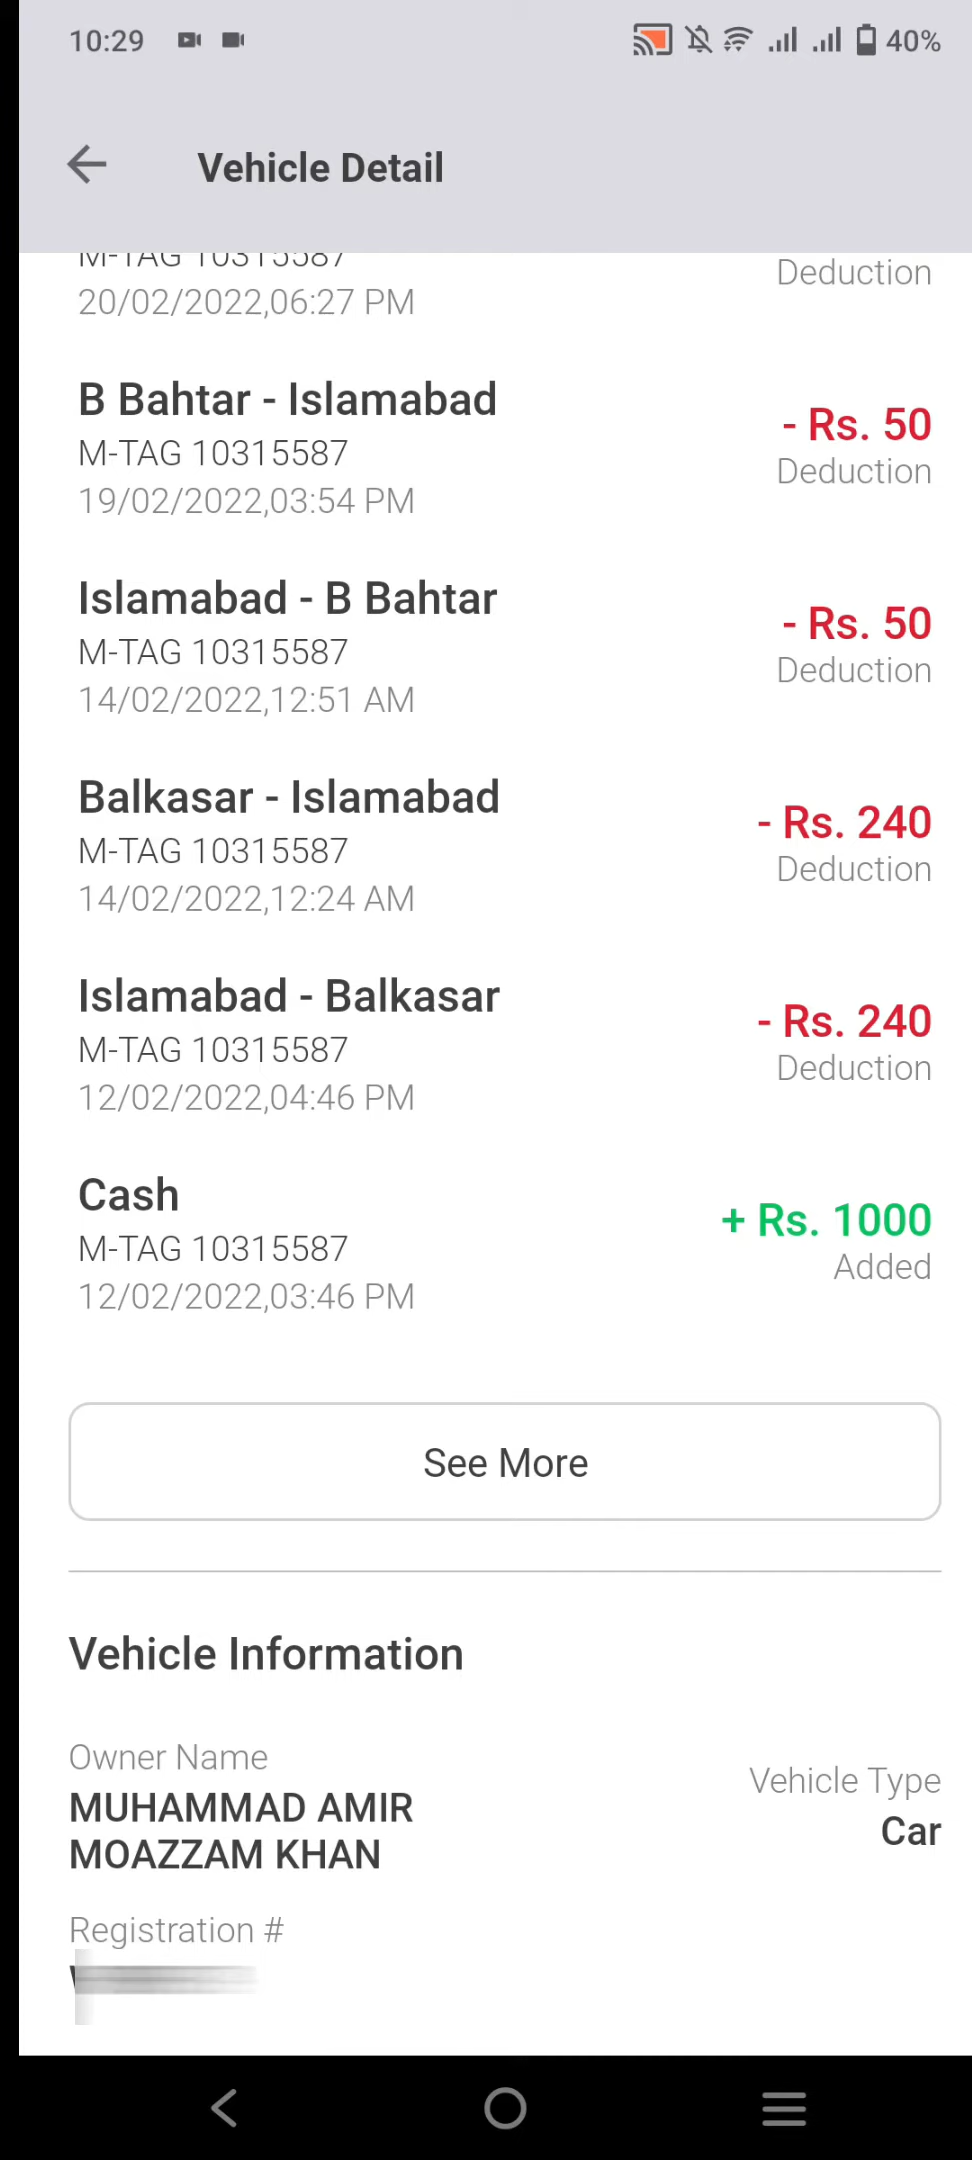 10:29
40%
Vehicle Detail
M-TAG 10315587
Deduction
20/02/2022,06:27 PM
B Bahtar - Islamabad
- Rs. 50
M-TAG 10315587
Deduction
19/02/2022,03:54 PM
Islamabad - B Bahtar
- Rs. 50
M-TAG 10315587
Deduction
14/02/2022,12:51 AM
Balkasar - Islamabad
- Rs. 240
M-TAG 10315587
Deduction
14/02/2022,12:24 AM
Islamabad - Balkasar
- Rs. 240
M-TAG 10315587
Deduction
12/02/2022,04:46 PM
Cash
+ Rs. 1000
M-TAG 10315587
Added
12/02/2022,03:46 PM
See More
Vehicle Information
Owner Name
Vehicle Type
MUHAMMAD AMIR
MOAZZAM KHAN
Car
Registration #